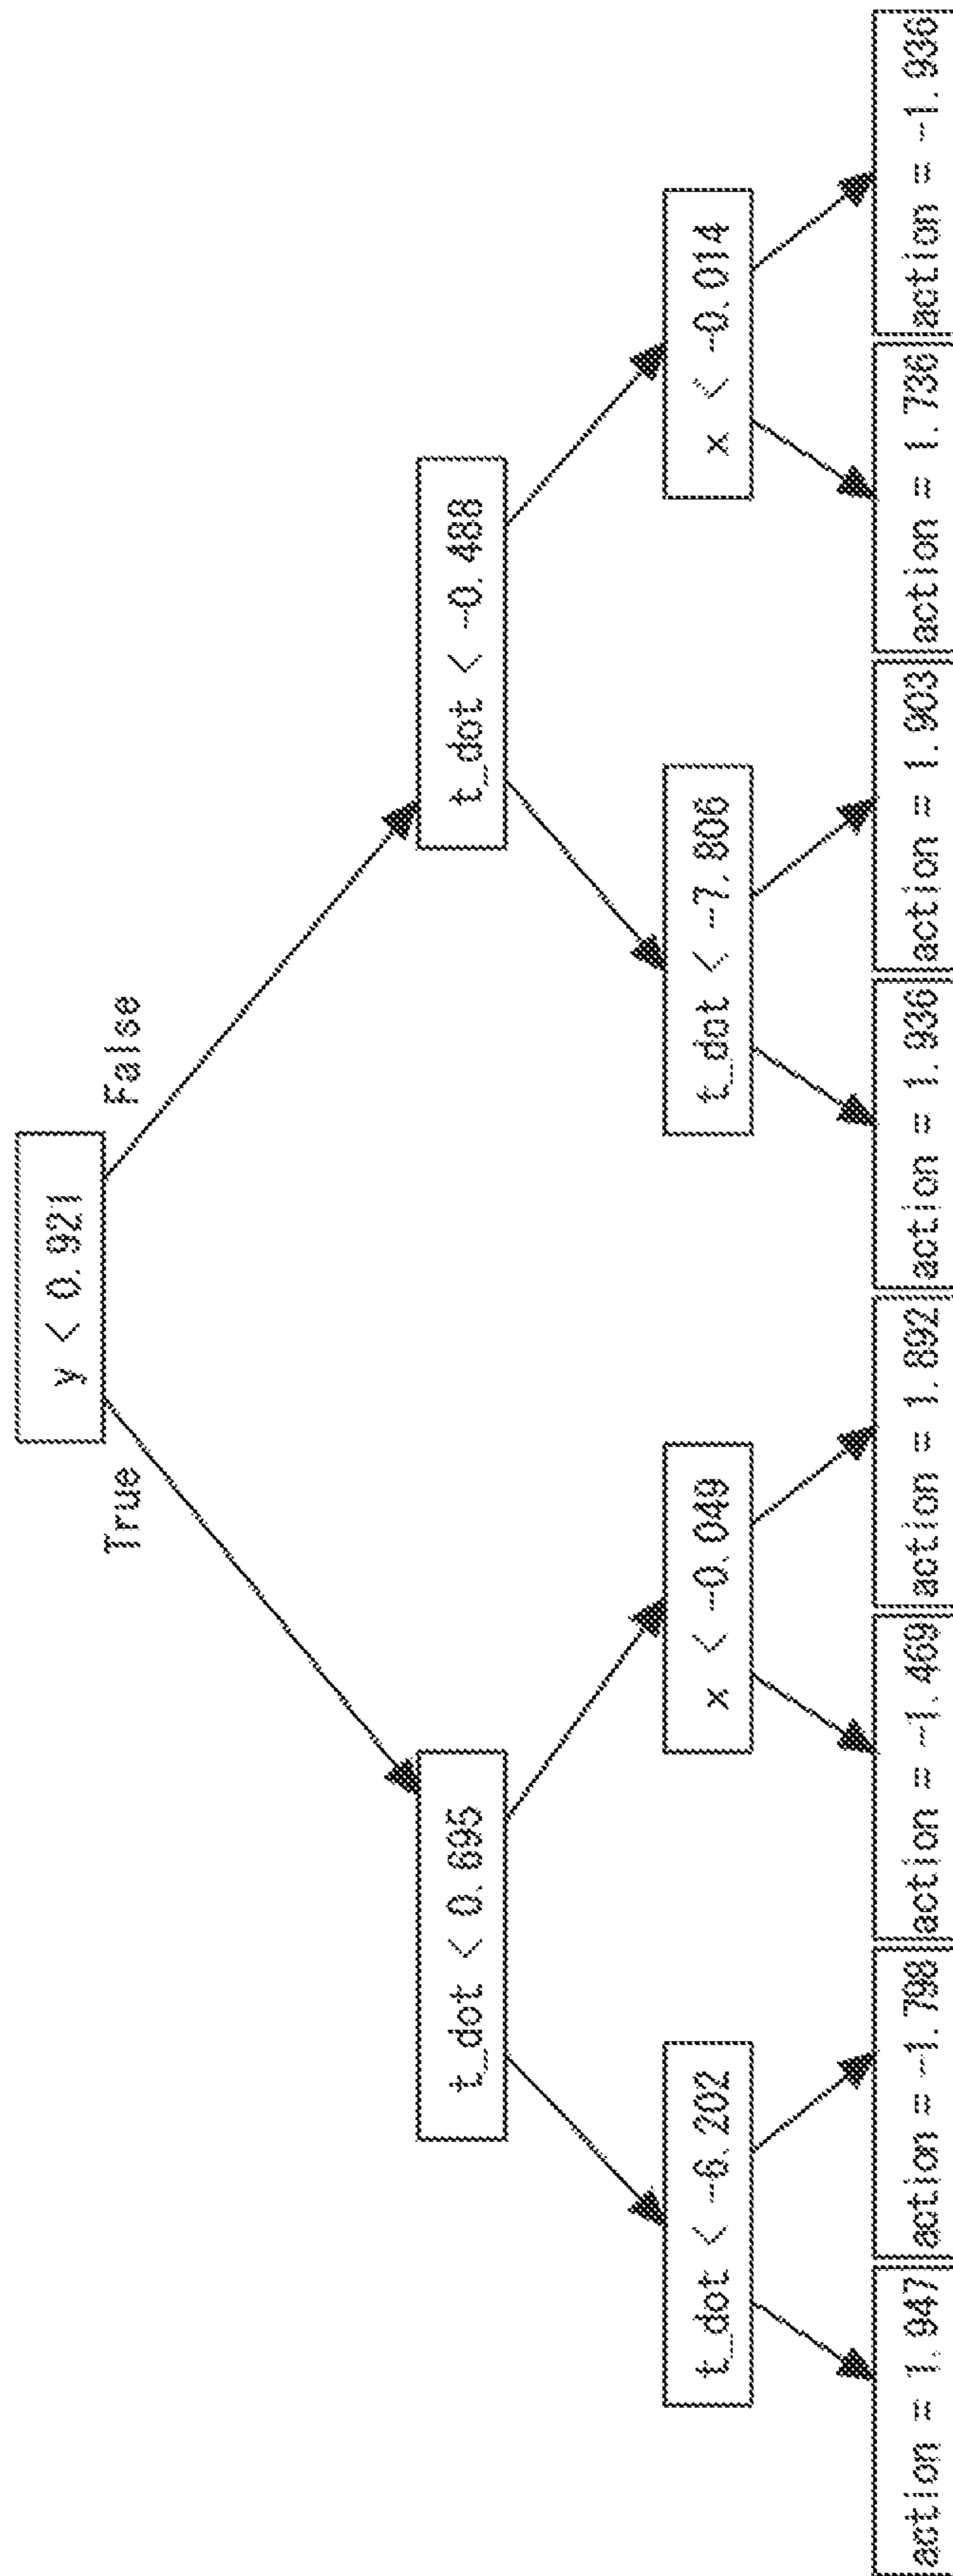 y < 0.921
True
False
t_dot < 0.695
t_dot < -0.488
t_dot < -6.202
x < -0.049
t_dot < -7.806
x < -0.014
action = 1.947
action = -1.798
action = -1.469
action = 1.892
action = 1.936
action = 1.903
action = 1.736
action = -1.936